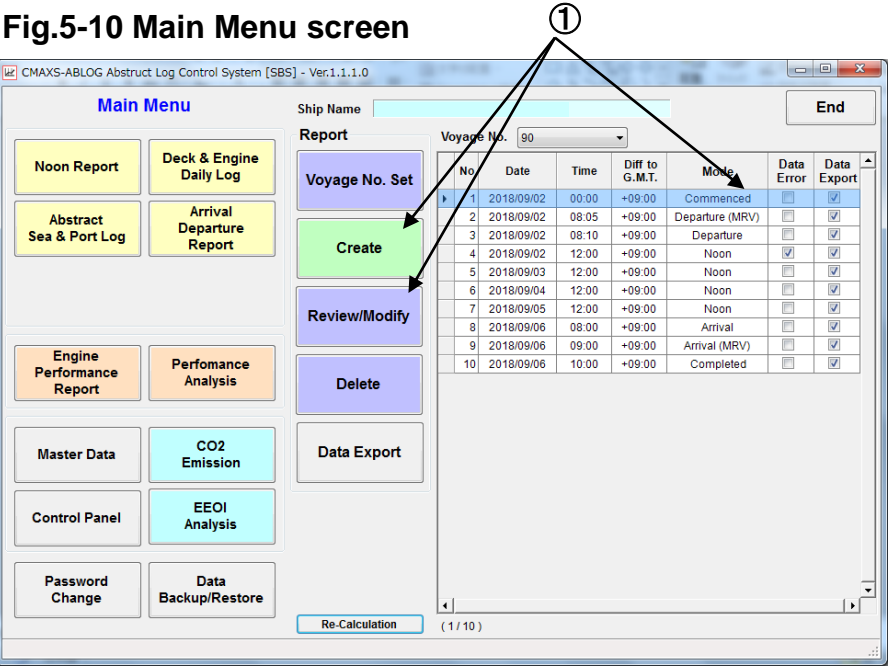 Fig.5-10 Main Menu screen
①
CMAXS-ABLOG Abstruct Log Control System [SBS] - Ver.1.1.1.0
Main Menu
Ship Name
End
Report
Voyage No. 90
Noon Report
Deck & Engine
Daily Log
Abstract
Sea & Port Log
Arrival
Departure
Report
Engine
Performance
Report
Perfomance
Analysis
Master Data
CO2
Emission
Control Panel
EEOI
Analysis
Password
Change
Data
Backup/Restore
Voyage No. Set
Create
Review/Modify
Delete
Data Export
Re-Calculation
No Date Time Diff to G.M.T. Mode Data Error Data Export
1 2018/09/02 00:00 +09:00 Commenced
2 2018/09/02 08:05 +09:00 Departure (MRV)
3 2018/09/02 08:10 +09:00 Departure
4 2018/09/02 12:00 +09:00 Noon
5 2018/09/03 12:00 +09:00 Noon
6 2018/09/04 12:00 +09:00 Noon
7 2018/09/05 12:00 +09:00 Noon
8 2018/09/06 08:00 +09:00 Arrival
9 2018/09/06 09:00 +09:00 Arrival (MRV)
10 2018/09/06 10:00 +09:00 Completed
( 1 / 10 )